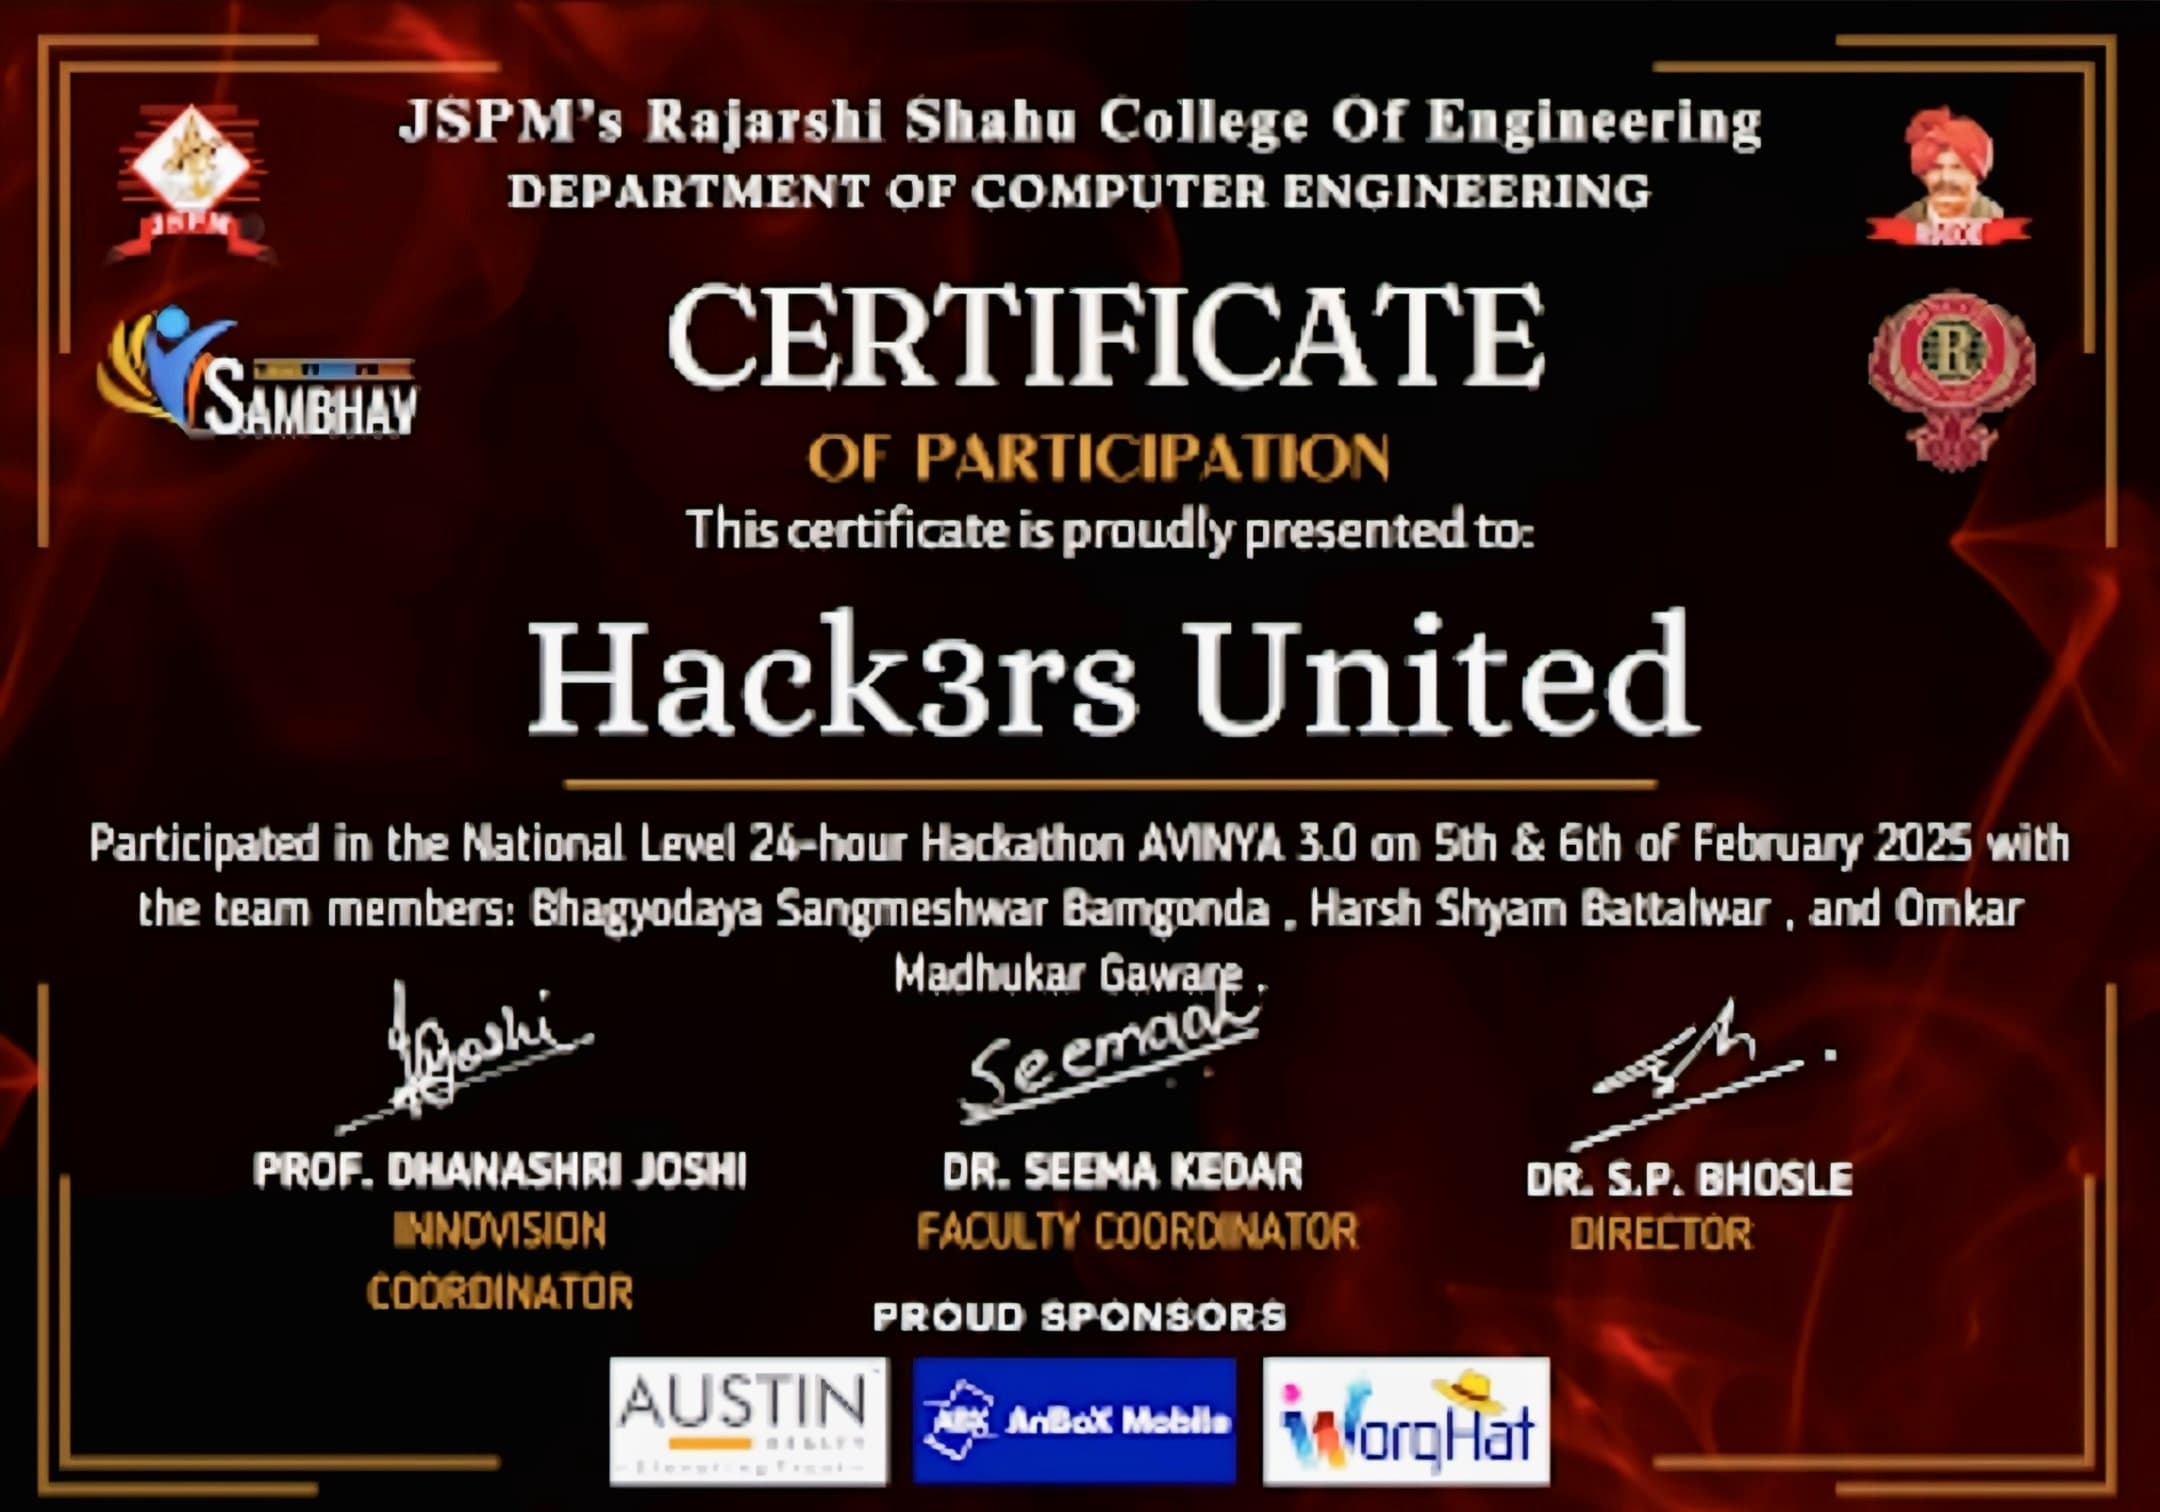 JSPM's Rajarshi Shahu College Of Engineering
DEPARTMENT OF COMPUTER ENGINEERING
JSPM
SAMBHAV
CERTIFICATE
OF PARTICIPATION
This certificate is proudly presented to:
Hack3rs United
Participated in the National Level 24-hour Hackathon AVINYA 3.0 on 5th & 6th of February 2025 with
the team members: Bhagyodaya Sangmeshwar Bamgonda , Harsh Shyam Battalwar , and Omkar
Madhukar Gaware .
Joshi
PROF. DHANASHRI JOSHI
INNOVISION
COORDINATOR
DR. SEEMA KEDAR
FACULTY COORDINATOR
DR. S.P. BHOSLE
DIRECTOR
PROUD SPONSORS
AUSTIN
REALTY
ABX AnBoX Mobile
WorqHat